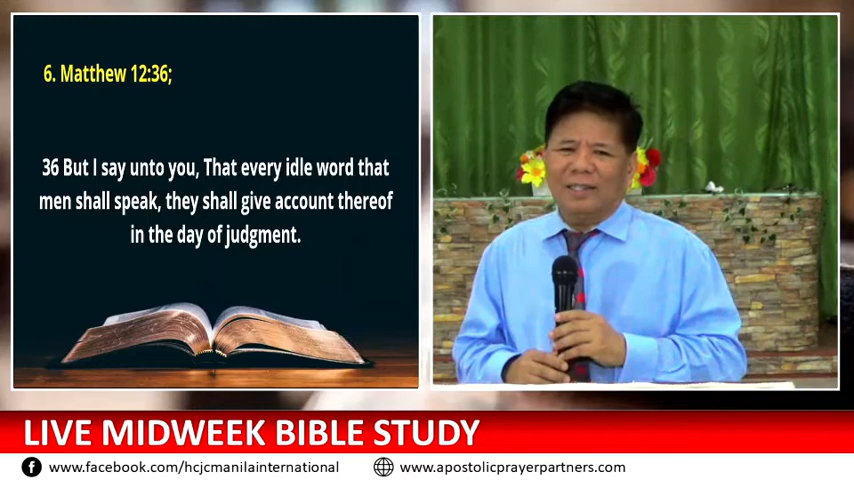 6. Matthew 12:36;
36 But I say unto you, That every idle word that
men shall speak, they shall give account thereof
in the day of judgment.
LIVE MIDWEEK BIBLE STUDY
www.facebook.com/hcjcmanilainternational
www.apostolicprayerpartners.com